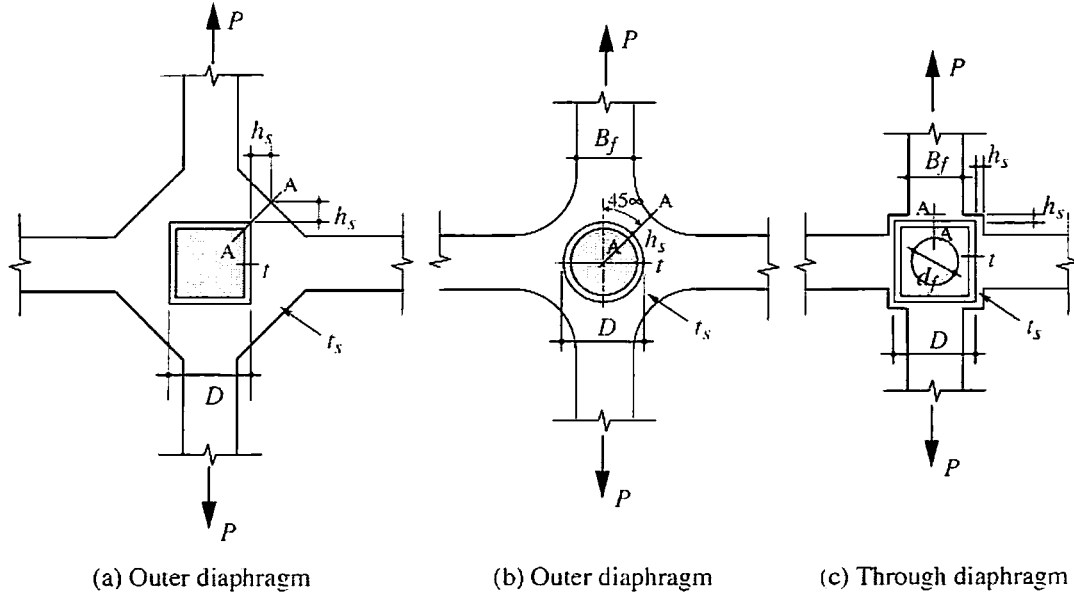 P
P
P
h_s
B_f
B_f
h_s
A
45∞
A
h_s
h_s
A
A
A
A
h_s
t
t
t
d_f
D
t_s
t_s
t_s
D
D
P
P
P
(a) Outer diaphragm
(b) Outer diaphragm
(c) Through diaphragm